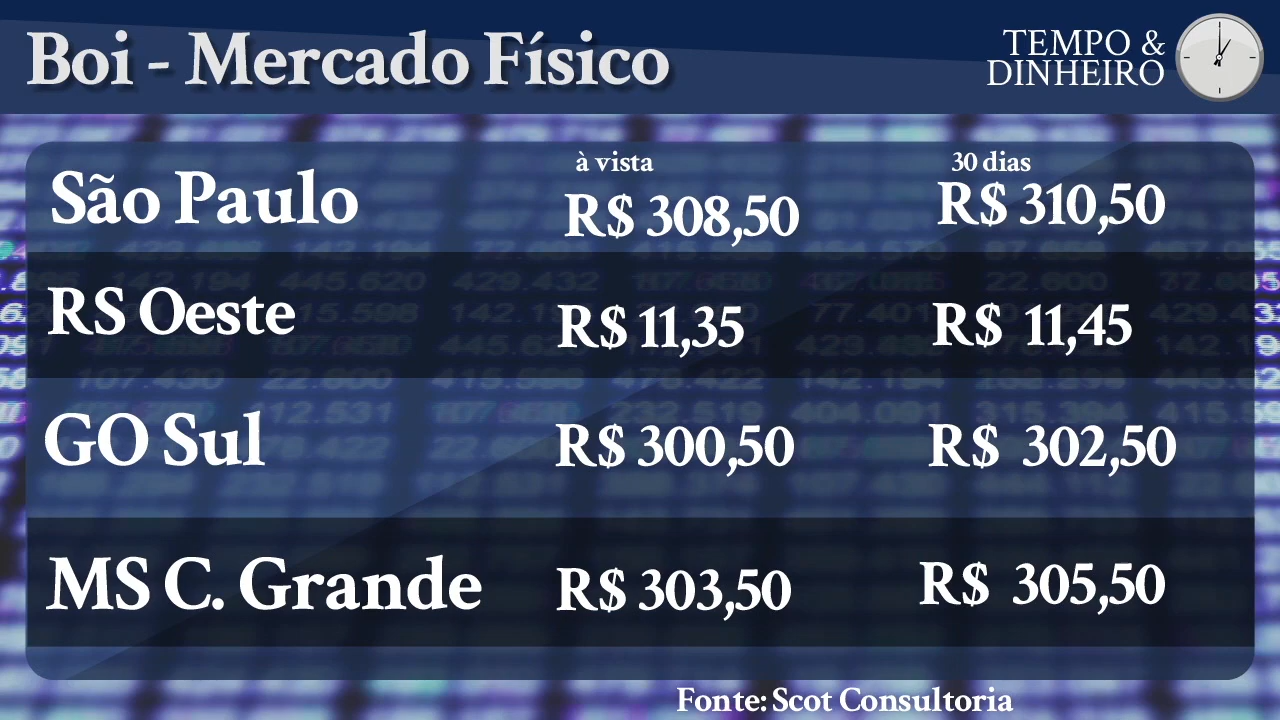 Boi - Mercado Físico
TEMPO &
DINHEIRO
à vista
30 dias
São Paulo
R$ 308,50
R$ 310,50
RS Oeste
R$ 11,35
R$ 11,45
GO Sul
R$ 300,50
R$ 302,50
MS C. Grande
R$ 303,50
R$ 305,50
Fonte: Scot Consultoria